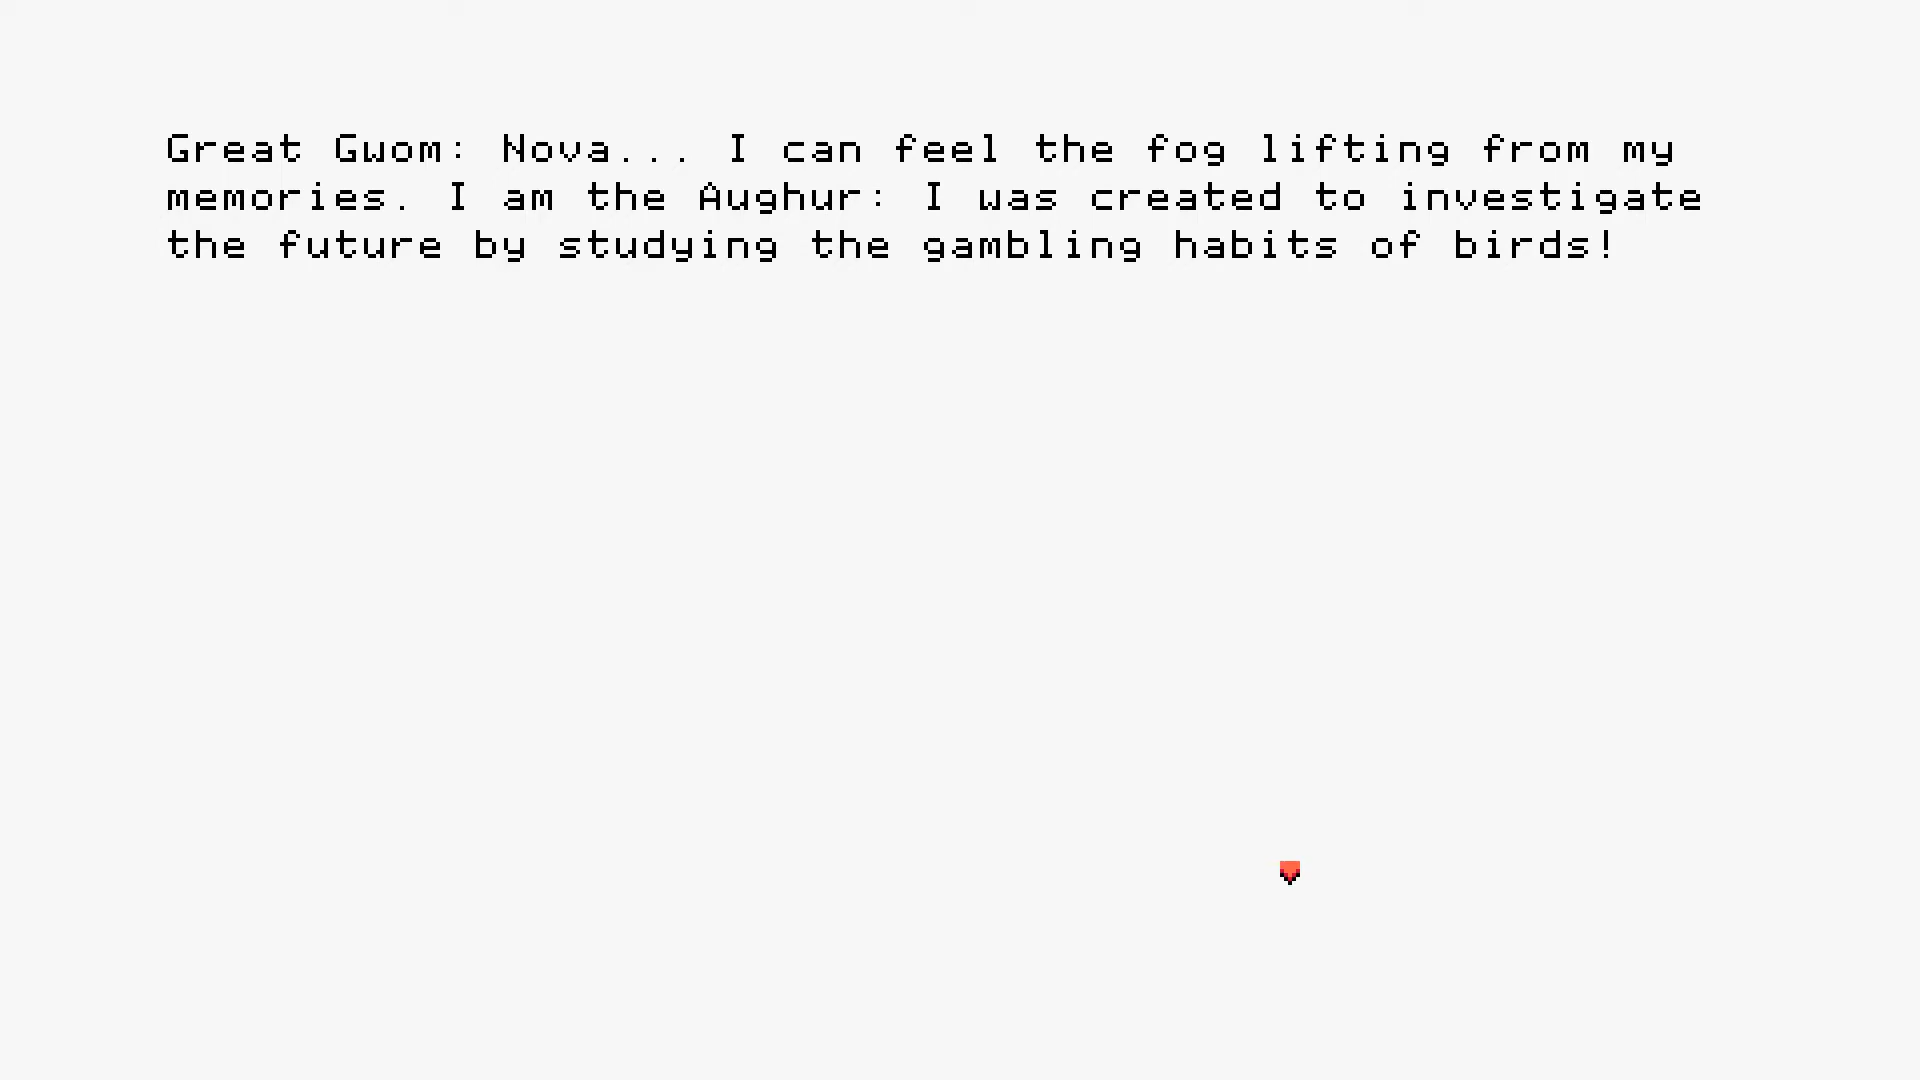 Great Gwom: Nova... I can feel the fog lifting from my
memories. I am the Aughur: I was created to investigate
the future by studying the gambling habits of birds!